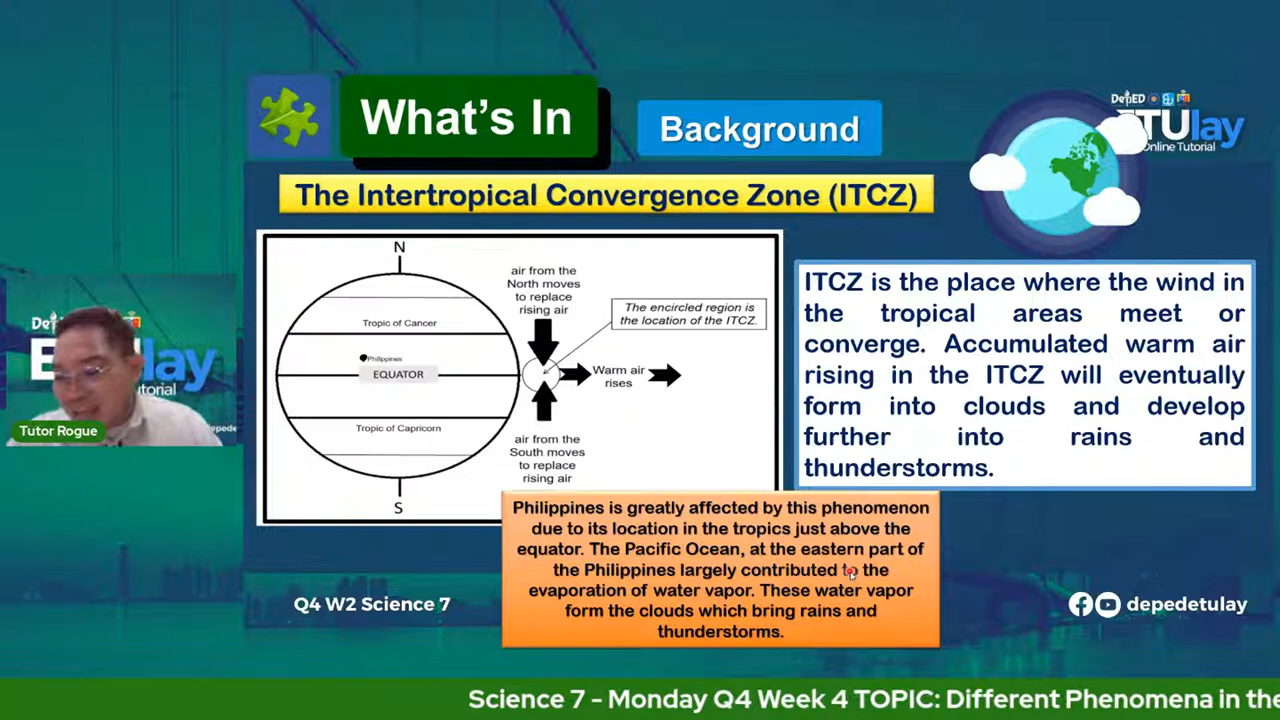 What's In
Background
DepED
ETUlay
Online Tutorial
The Intertropical Convergence Zone (ITCZ)
N
air from the
North moves
to replace
rising air
The encircled region is
the location of the ITCZ.
Tropic of Cancer
Philippines
EQUATOR
Warm air
rises
Tropic of Capricorn
air from the
South moves
to replace
rising air
S
ITCZ is the place where the wind in
the tropical areas meet or
converge. Accumulated warm air
rising in the ITCZ will eventually
form into clouds and develop
further into rains and
thunderstorms.
Tutor Rogue
Philippines is greatly affected by this phenomenon
due to its location in the tropics just above the
equator. The Pacific Ocean, at the eastern part of
the Philippines largely contributed to the
evaporation of water vapor. These water vapor
form the clouds which bring rains and
thunderstorms.
Q4 W2 Science 7
depedetulay
Science 7 - Monday Q4 Week 4 TOPIC: Different Phenomena in the